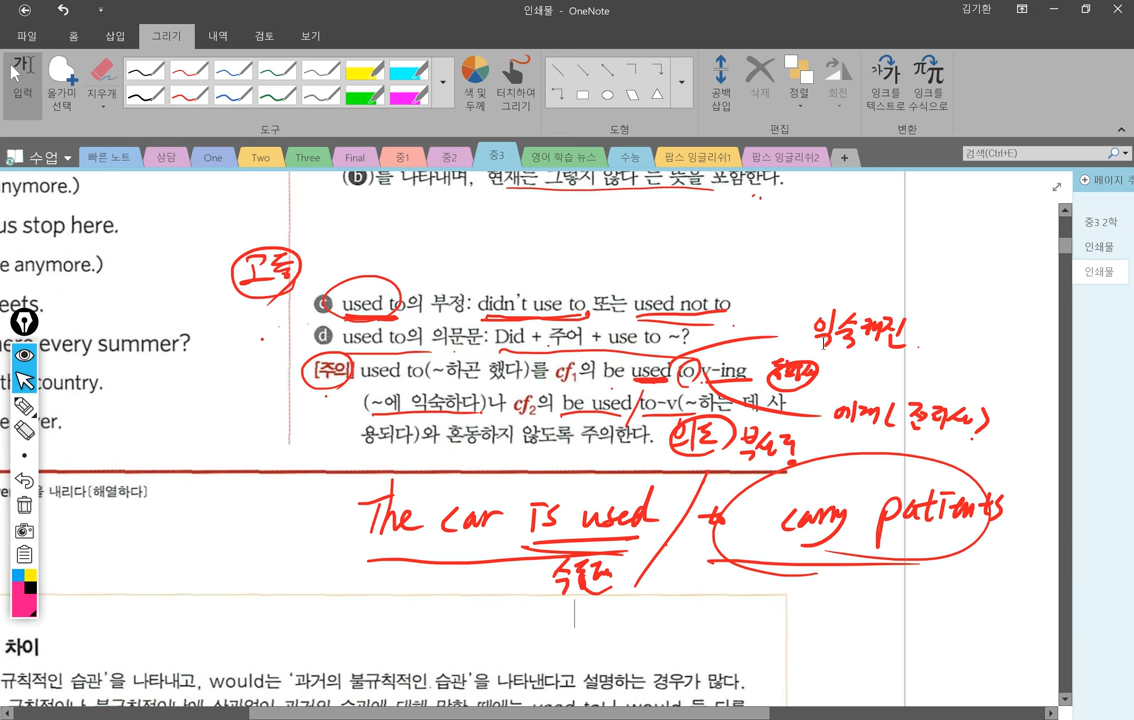 인쇄물 - OneNote
김기환
파일 홈 삽입 그리기 내역 검토 보기
입력
올가미 선택
지우개
색 및 두께
터치하여 그리기
공백 삽입
삭제
정렬
회전
잉크를 텍스트로
잉크를 수식으로
도구 도형 편집 변환
수업 빠른 노트 상담 One Two Three Final 중1 중2 중3 영어 학습 뉴스 수능 팝스 잉글리쉬1 팝스 잉글리쉬2 +
검색(Ctrl+E)
페이지 추
중3 2학
인쇄물
인쇄물
anymore.)
us stop here.
e anymore.)
eets.
ere every summer?
the country.
er.
ⓑ)를 나타내며, 현재는 그렇지 않다'는 뜻을 포함한다.
고등
ⓒ used to의 부정: didn't use to 또는 used not to
익숙해진
ⓓ used to의 의문문: Did + 주어 + use to ~?
[주의] used to(~하곤 했다)를 cf₁의 be used to v-ing
(~에 익숙하다)나 cf₂의 be used to-v(~하는 데 사
에게(전치사)
용되다)와 혼동하지 않도록 주의한다.
을 내리다[해열하다]
The car is used / to carry patients
차이
규칙적인 습관'을 나타내고, would는 '과거의 불규칙적인 습관'을 나타낸다고 설명하는 경우가 많다.